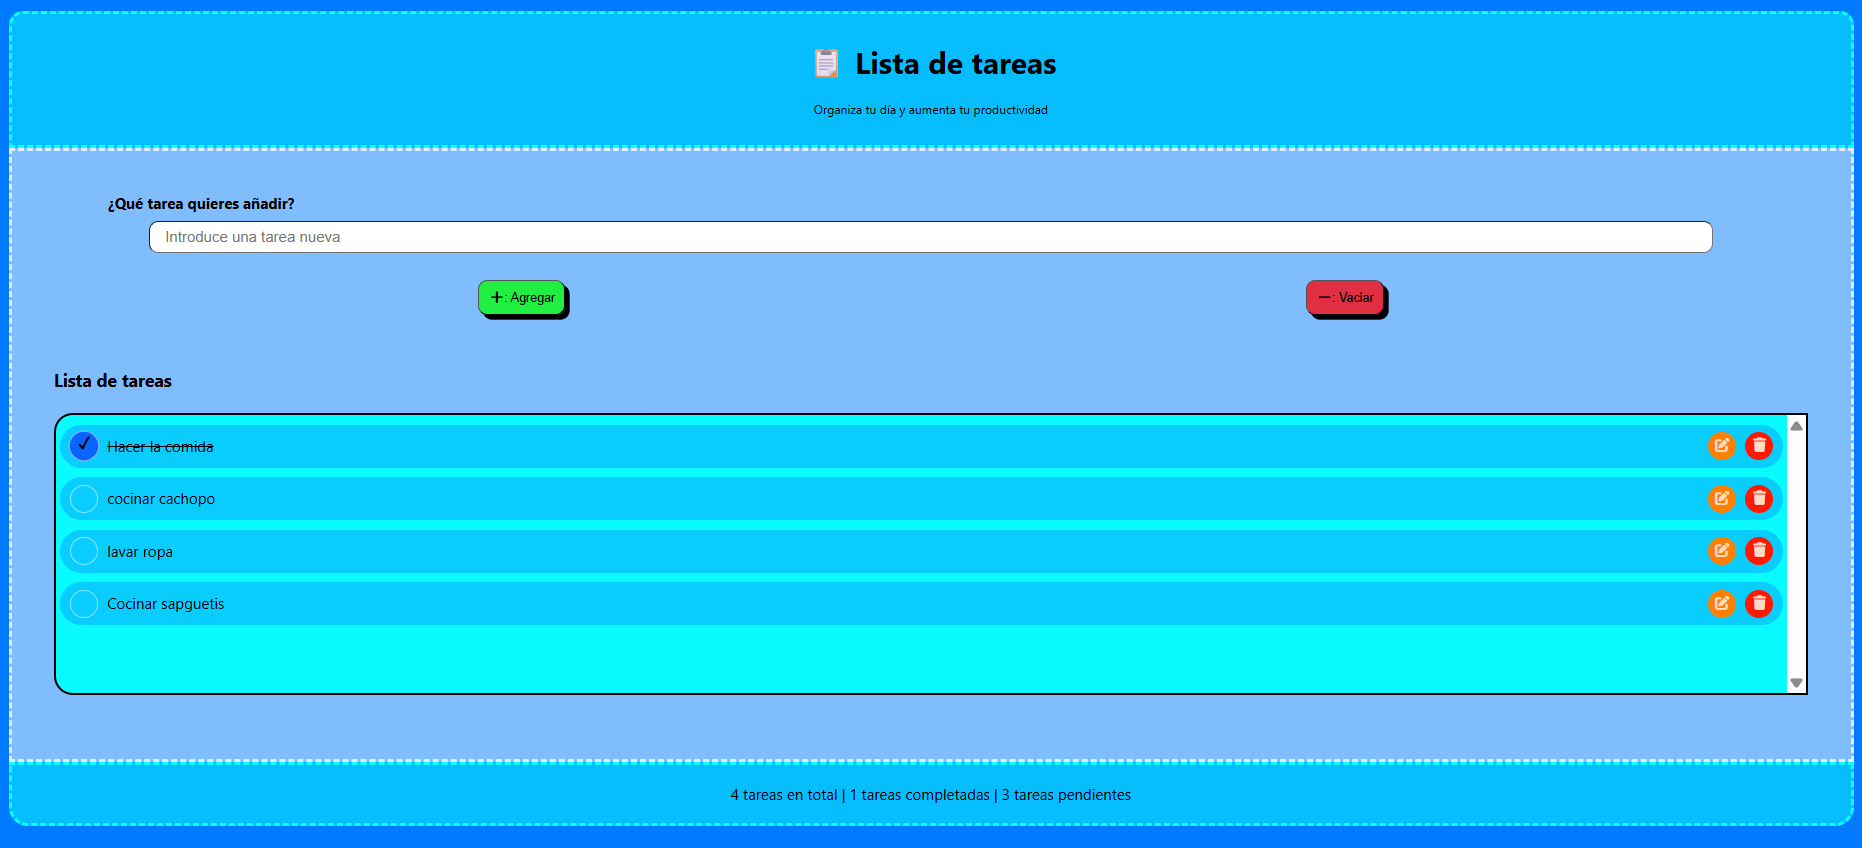 Lista de tareas
Organiza tu día y aumenta tu productividad
¿Qué tarea quieres añadir?
Introduce una tarea nueva
+: Agregar
−: Vaciar
Lista de tareas
Hacer la comida
cocinar cachopo
lavar ropa
Cocinar sapguetis
4 tareas en total | 1 tareas completadas | 3 tareas pendientes